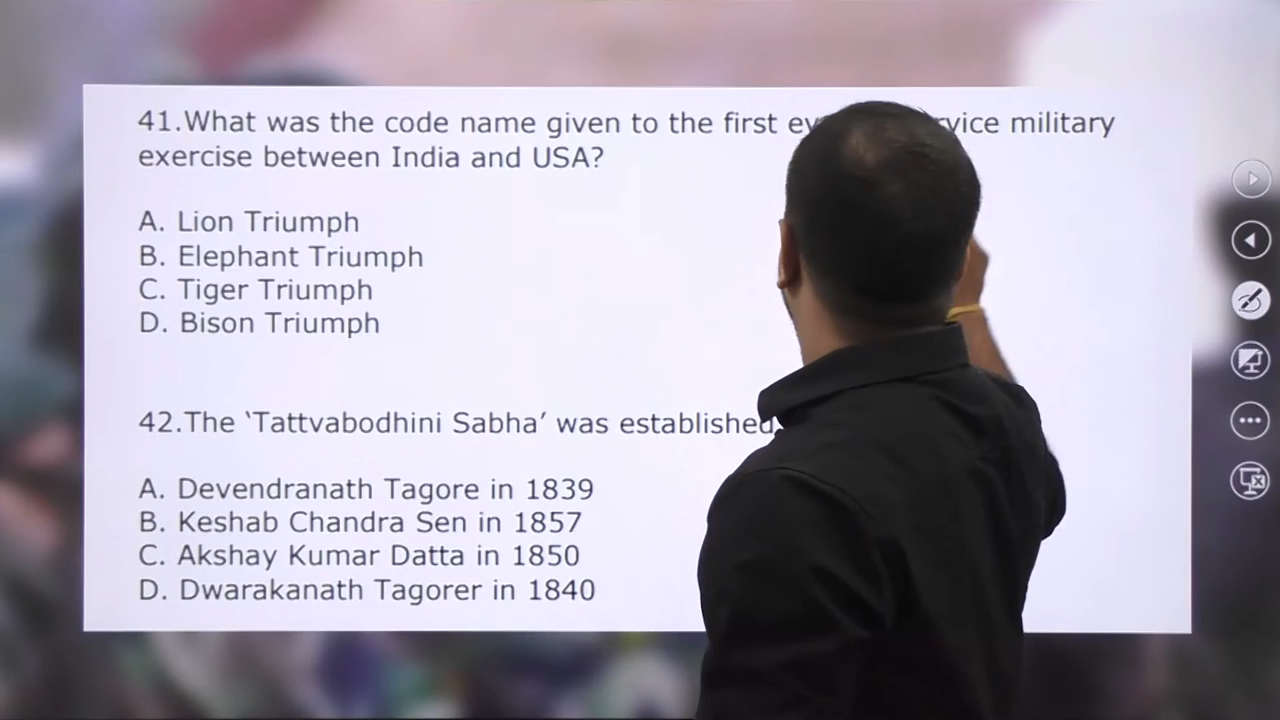 41.What was the code name given to the first military
exercise between India and USA?
A. Lion Triumph
B. Elephant Triumph
C. Tiger Triumph
D. Bison Triumph
42.The ‘Tattvabodhini Sabha’ was established
A. Devendranath Tagore in 1839
B. Keshab Chandra Sen in 1857
C. Akshay Kumar Datta in 1850
D. Dwarakanath Tagorer in 1840